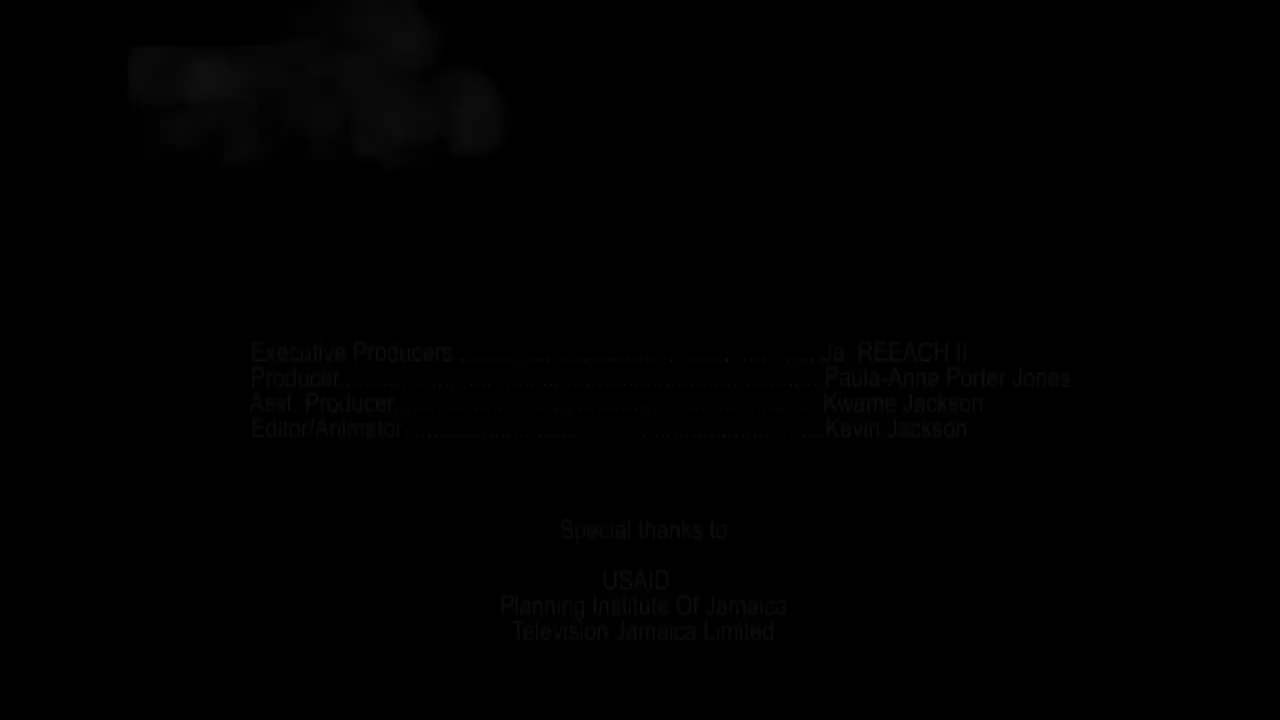 Executive Producers......................................................Ja REEACH II
Producer......................................................................Paula-Anne Porter Jones
Asst. Producer..............................................................Kwame Jackson
Editor/Animator.............................................................Kevin Jackson
Special thanks to
USAID
Planning Institute Of Jamaica
Television Jamaica Limited